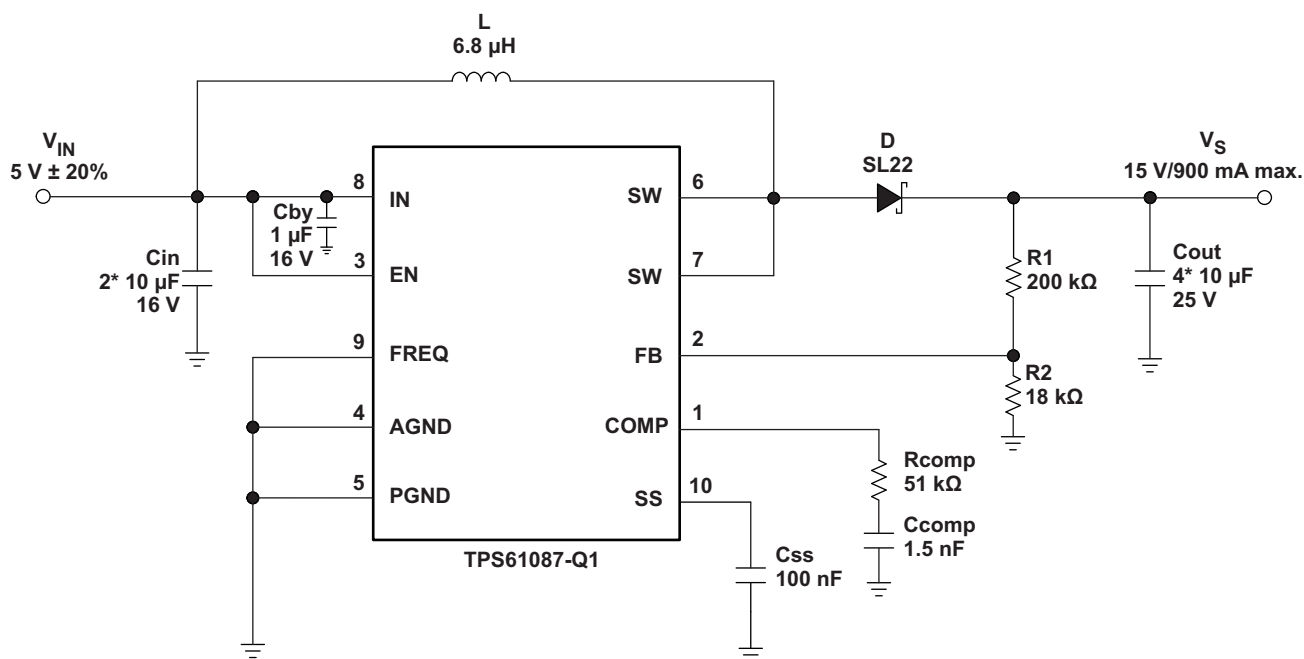 L
6.8 µH
VIN
5 V ± 20%
D
SL22
VS
15 V/900 mA max.
8
IN
SW
6
Cby
1 µF
16 V
Cin
2* 10 µF
16 V
3
EN
SW
7
R1
200 kΩ
Cout
4* 10 µF
25 V
9
FREQ
FB
2
R2
18 kΩ
4
AGND
COMP
1
Rcomp
51 kΩ
5
PGND
SS
10
Ccomp
1.5 nF
TPS61087-Q1
Css
100 nF